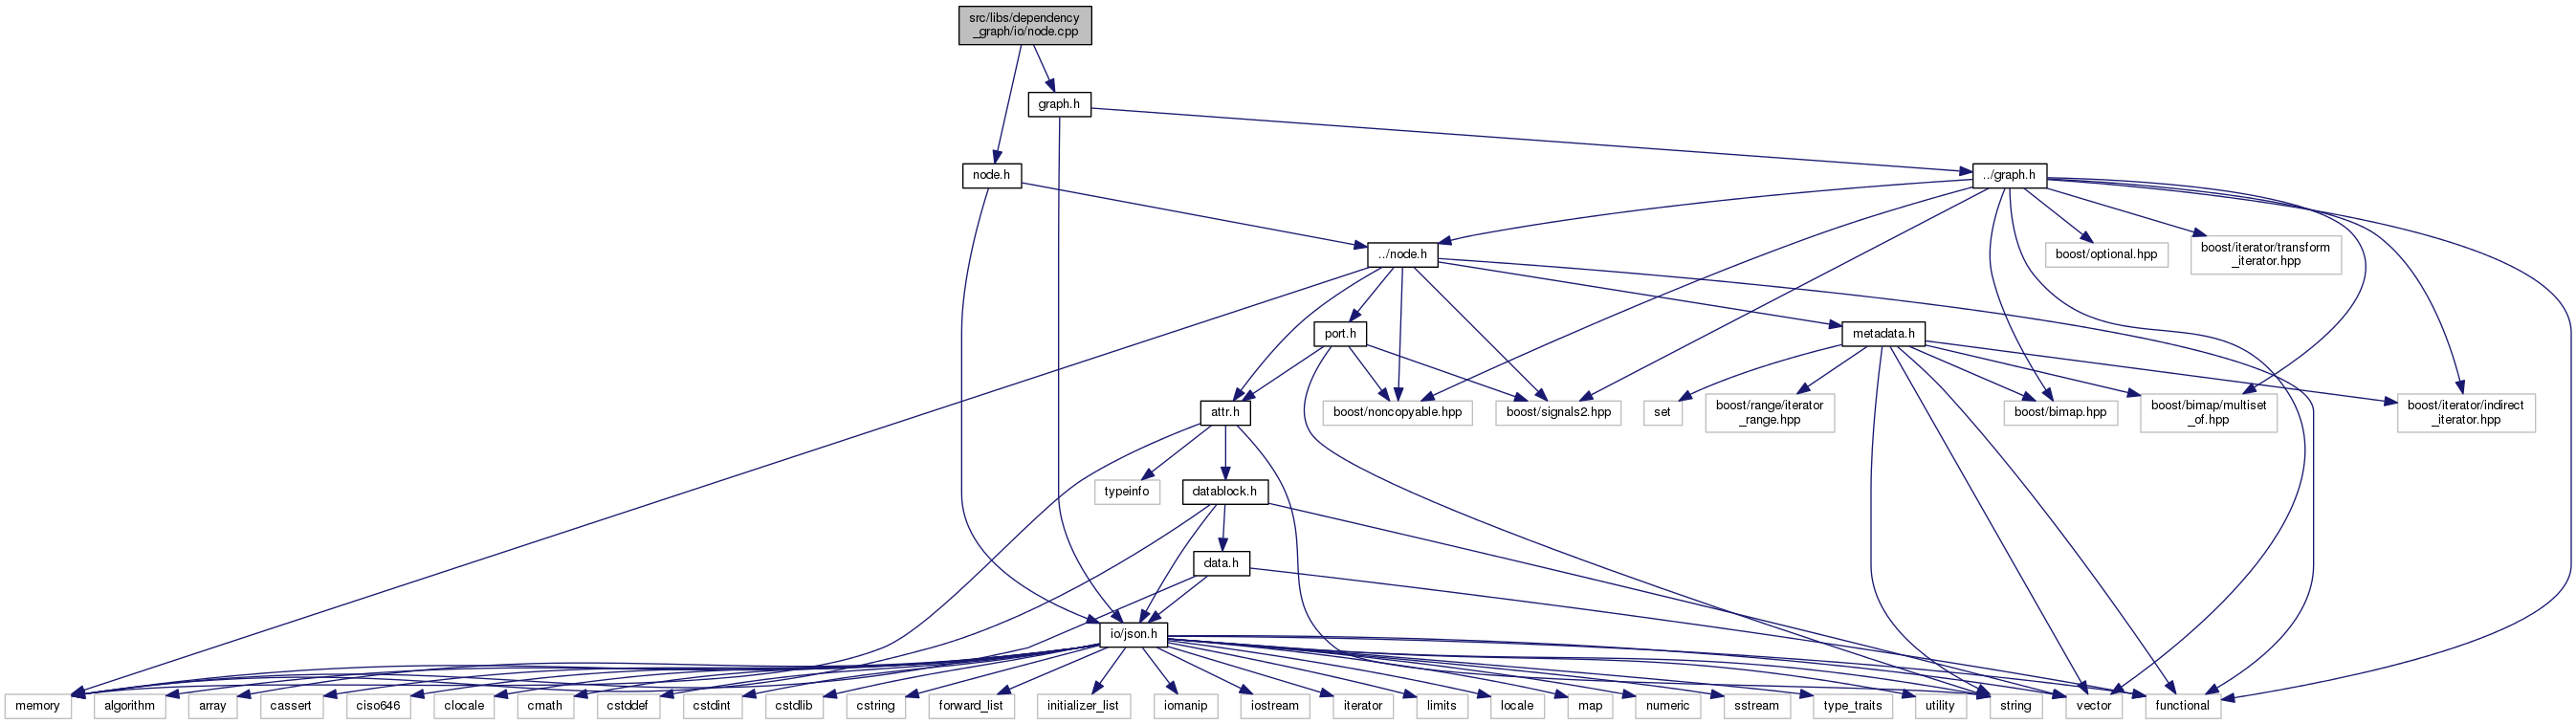 src/libs/dependency
_graph/io/node.cpp
graph.h
node.h
../graph.h
../node.h
boost/optional.hpp
boost/iterator/transform
_iterator.hpp
port.h
metadata.h
attr.h
boost/noncopyable.hpp
boost/signals2.hpp
set
boost/range/iterator
_range.hpp
boost/bimap.hpp
boost/bimap/multiset
_of.hpp
boost/iterator/indirect
_iterator.hpp
typeinfo
datablock.h
data.h
io/json.h
memory
algorithm
array
cassert
ciso646
clocale
cmath
cstddef
cstdint
cstdlib
cstring
forward_list
initializer_list
iomanip
iostream
iterator
limits
locale
map
numeric
sstream
type_traits
utility
string
vector
functional